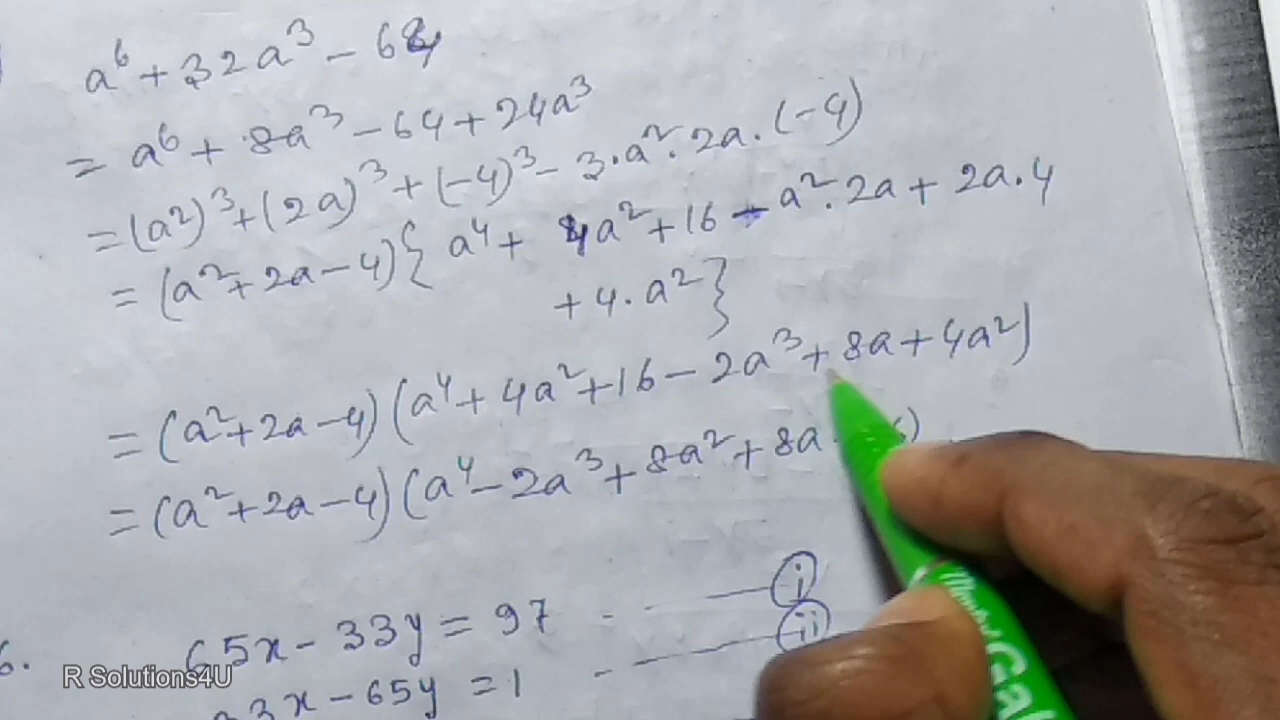 a⁶ + 32a³ - 64
= a⁶ + 8a³ - 64 + 24a³
= (a²)³ + (2a)³ + (-4)³ - 3·a²·2a·(-4)
= (a² + 2a - 4){a⁴ + 4a² + 16 - a²·2a + 2a·4
+ 4·a²}
= (a² + 2a - 4)(a⁴ + 4a² + 16 - 2a³ + 8a + 4a²)
= (a² + 2a - 4)(a⁴ - 2a³ + 8a² + 8a
6. 65x - 33y = 97 - (i)
33x - 65y = 1 - (ii)
R Solutions4U